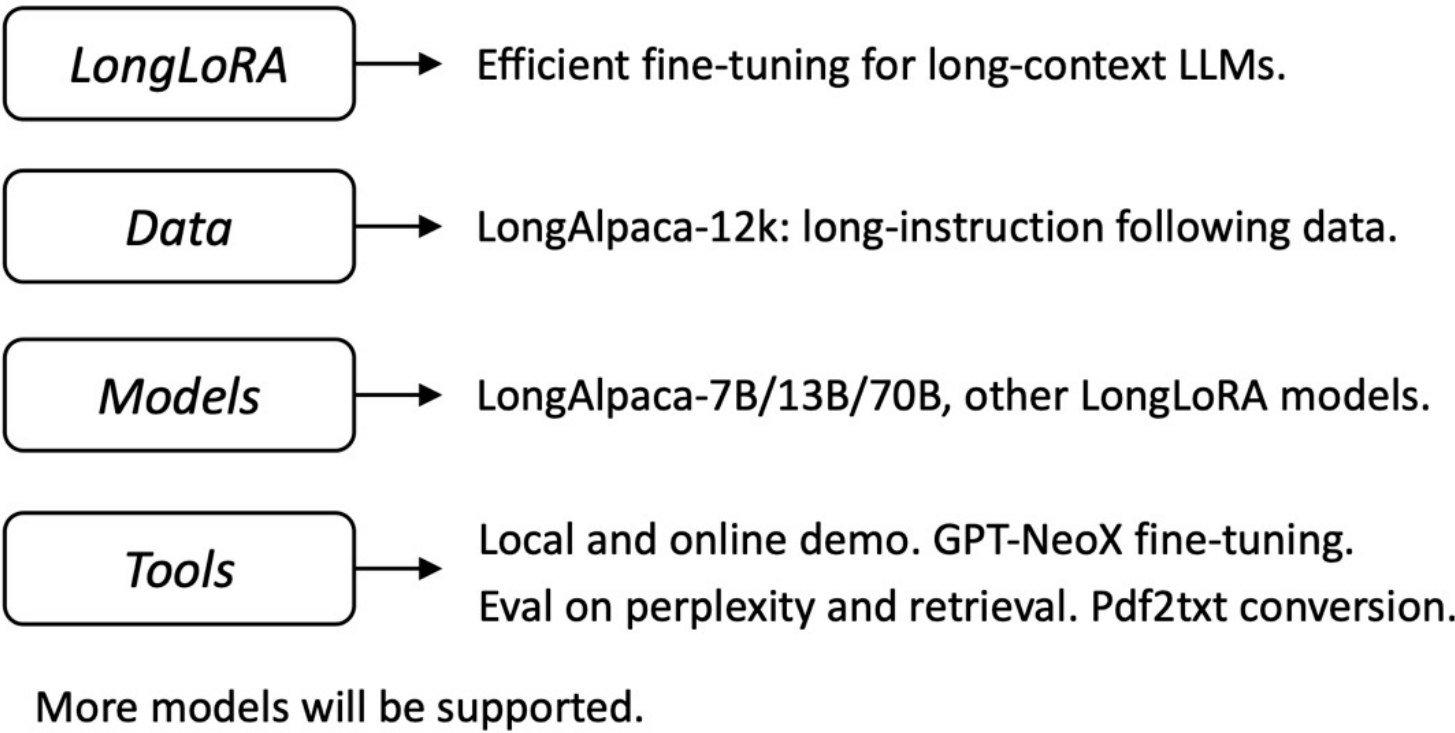 LongLoRA
Efficient fine-tuning for long-context LLMs.
Data
LongAlpaca-12k: long-instruction following data.
Models
LongAlpaca-7B/13B/70B, other LongLoRA models.
Tools
Local and online demo. GPT-NeoX fine-tuning.
Eval on perplexity and retrieval. Pdf2txt conversion.
More models will be supported.